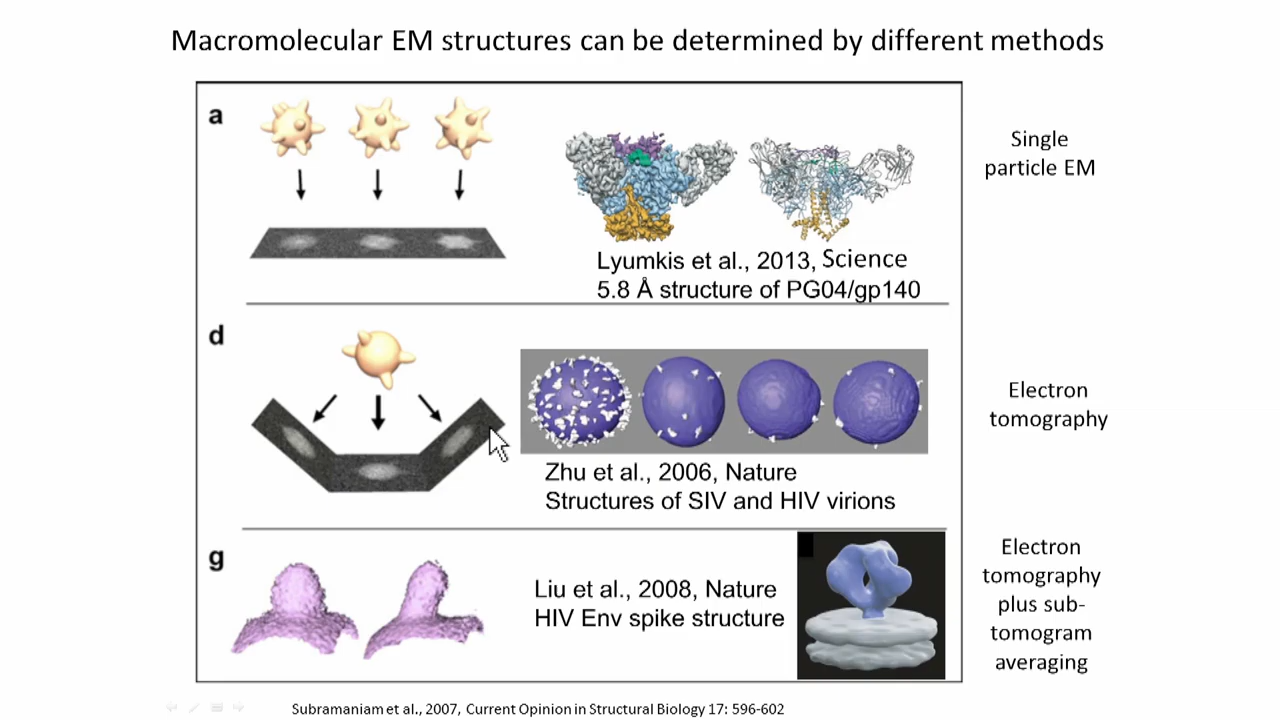 Macromolecular EM structures can be determined by different methods
a
Single
particle EM
Lyumkis et al., 2013, Science
5.8 Å structure of PG04/gp140
d
Electron
tomography
Zhu et al., 2006, Nature
Structures of SIV and HIV virions
g
Liu et al., 2008, Nature
HIV Env spike structure
Electron
tomography
plus sub-
tomogram
averaging
Subramaniam et al., 2007, Current Opinion in Structural Biology 17: 596-602